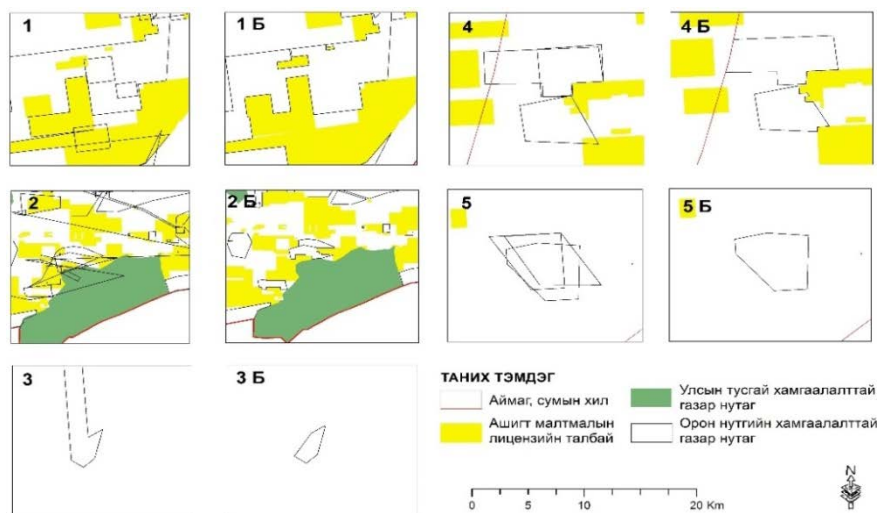 1
1 Б
4
4 Б
2
2 Б
5
5 Б
3
3 Б
ТАНИХ ТЭМДЭГ
Аймаг, сумын хил
Ашигт малтмалын
лицензийн талбай
Улсын тусгай хамгаалалттай
газар нутаг
Орон нутгийн хамгаалалттай
газар нутаг
0 5 10 20 Km
N